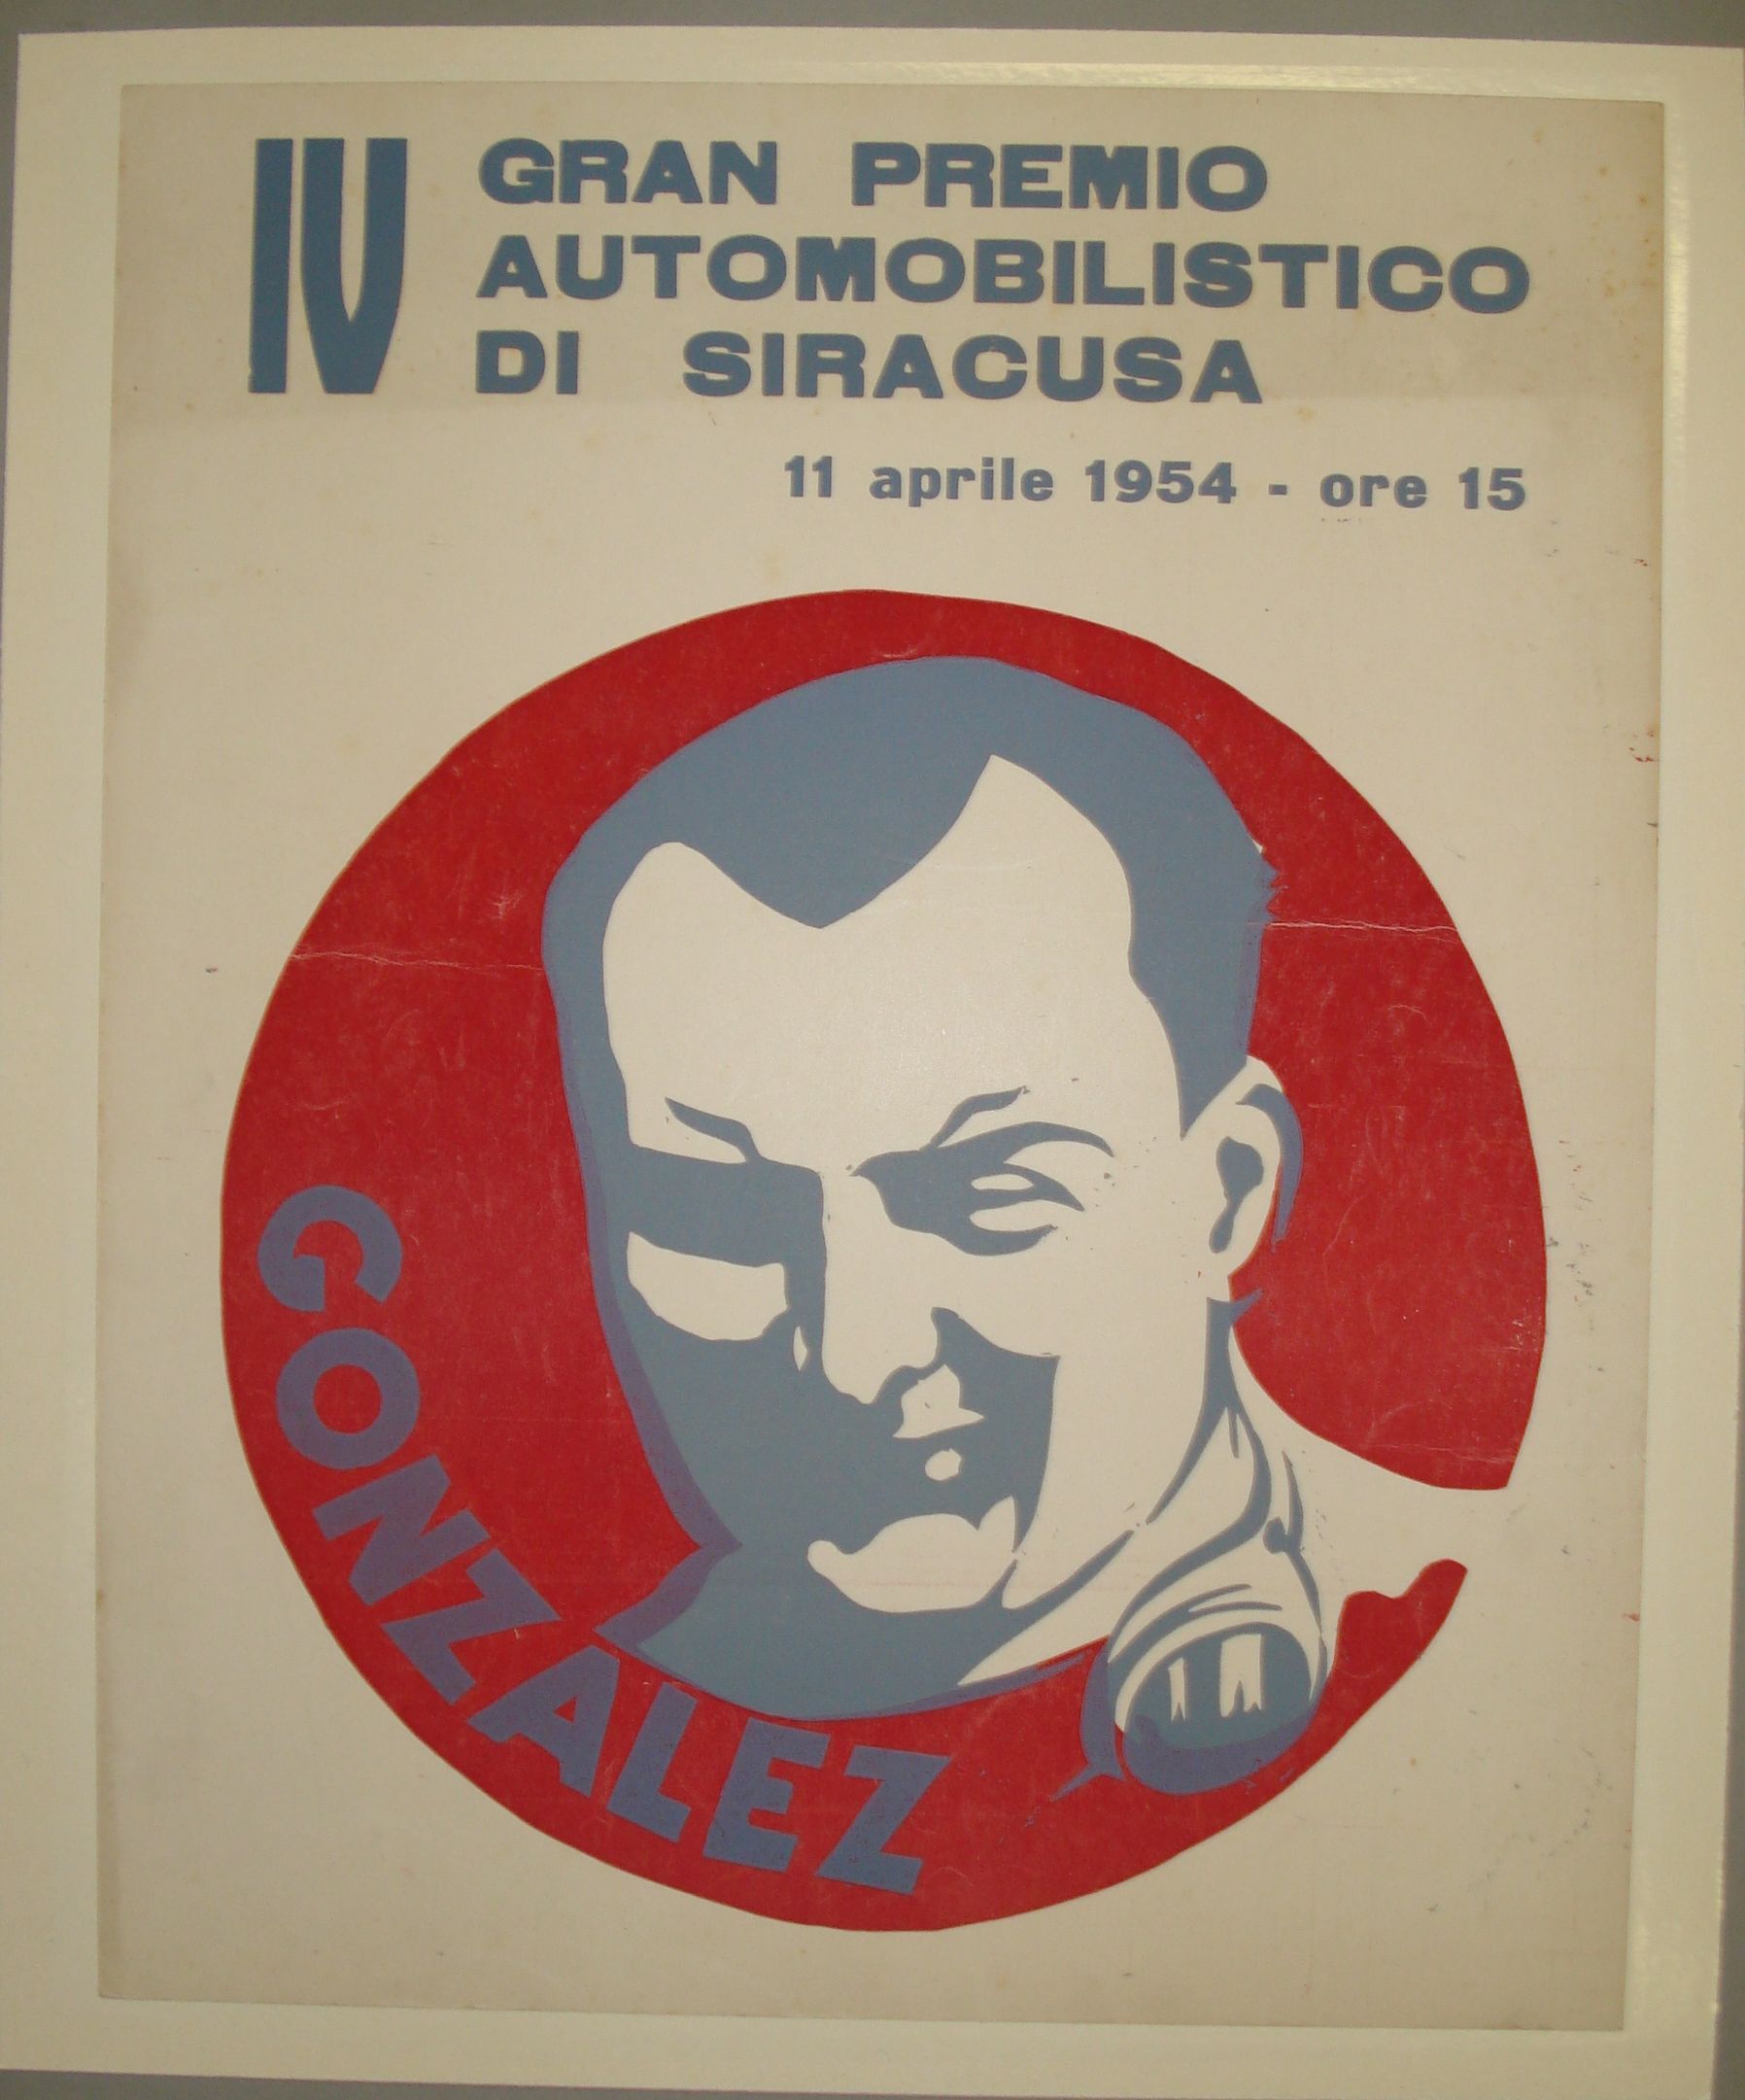 IV GRAN PREMIO
AUTOMOBILISTICO
DI SIRACUSA
11 aprile 1954 - ore 15
GONZALEZ